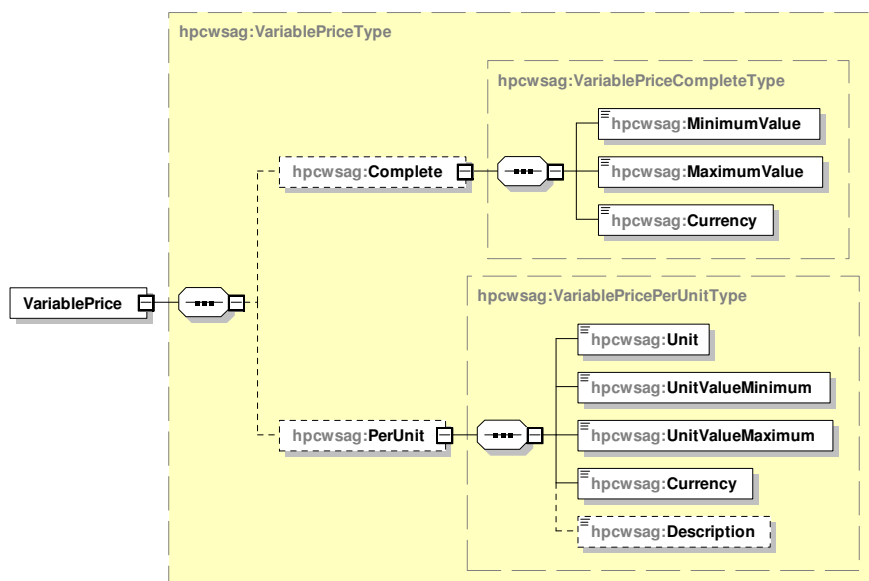 hpcwsag:VariablePriceType
hpcwsag:VariablePriceCompleteType
hpcwsag:MinimumValue
hpcwsag:Complete
hpcwsag:MaximumValue
hpcwsag:Currency
VariablePrice
hpcwsag:VariablePricePerUnitType
hpcwsag:Unit
hpcwsag:UnitValueMinimum
hpcwsag:PerUnit
hpcwsag:UnitValueMaximum
hpcwsag:Currency
hpcwsag:Description